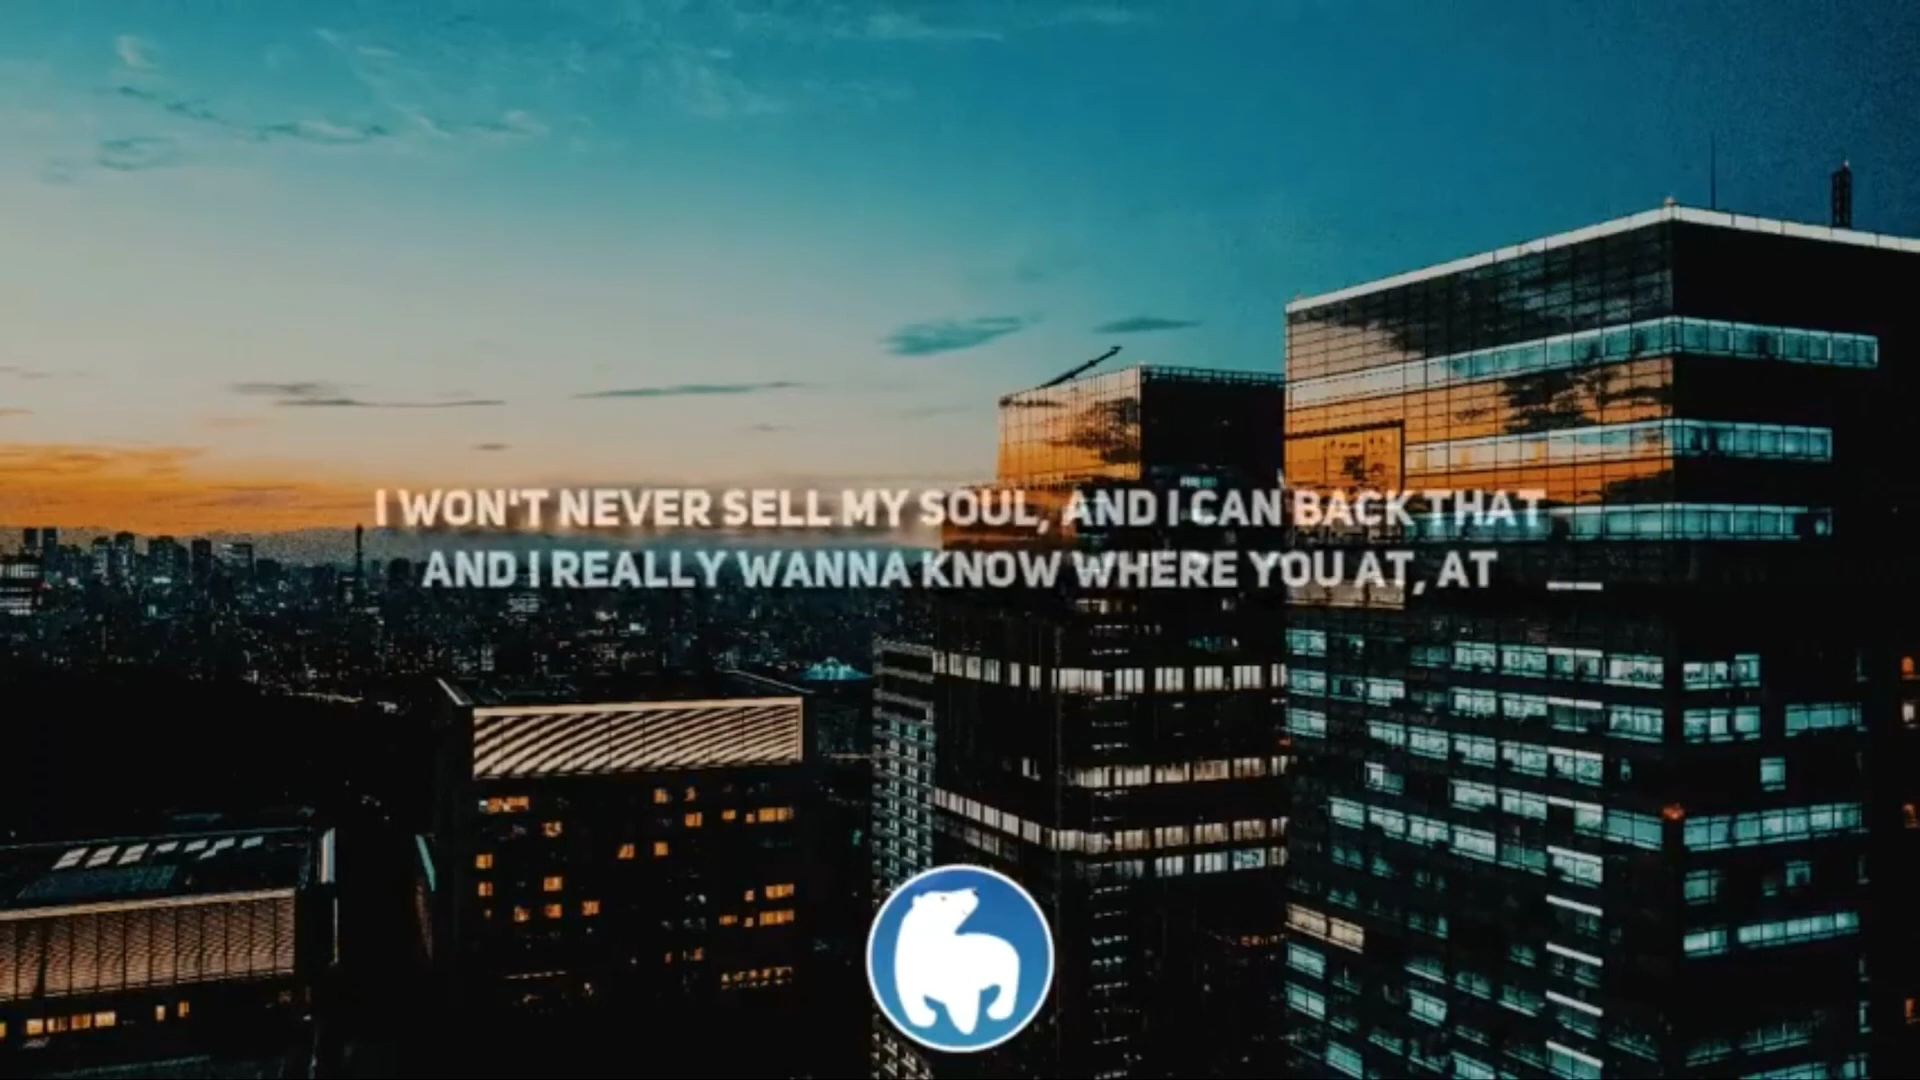 I WON'T NEVER SELL MY SOUL, AND I CAN BACK THAT
AND I REALLY WANNA KNOW WHERE YOU AT, AT